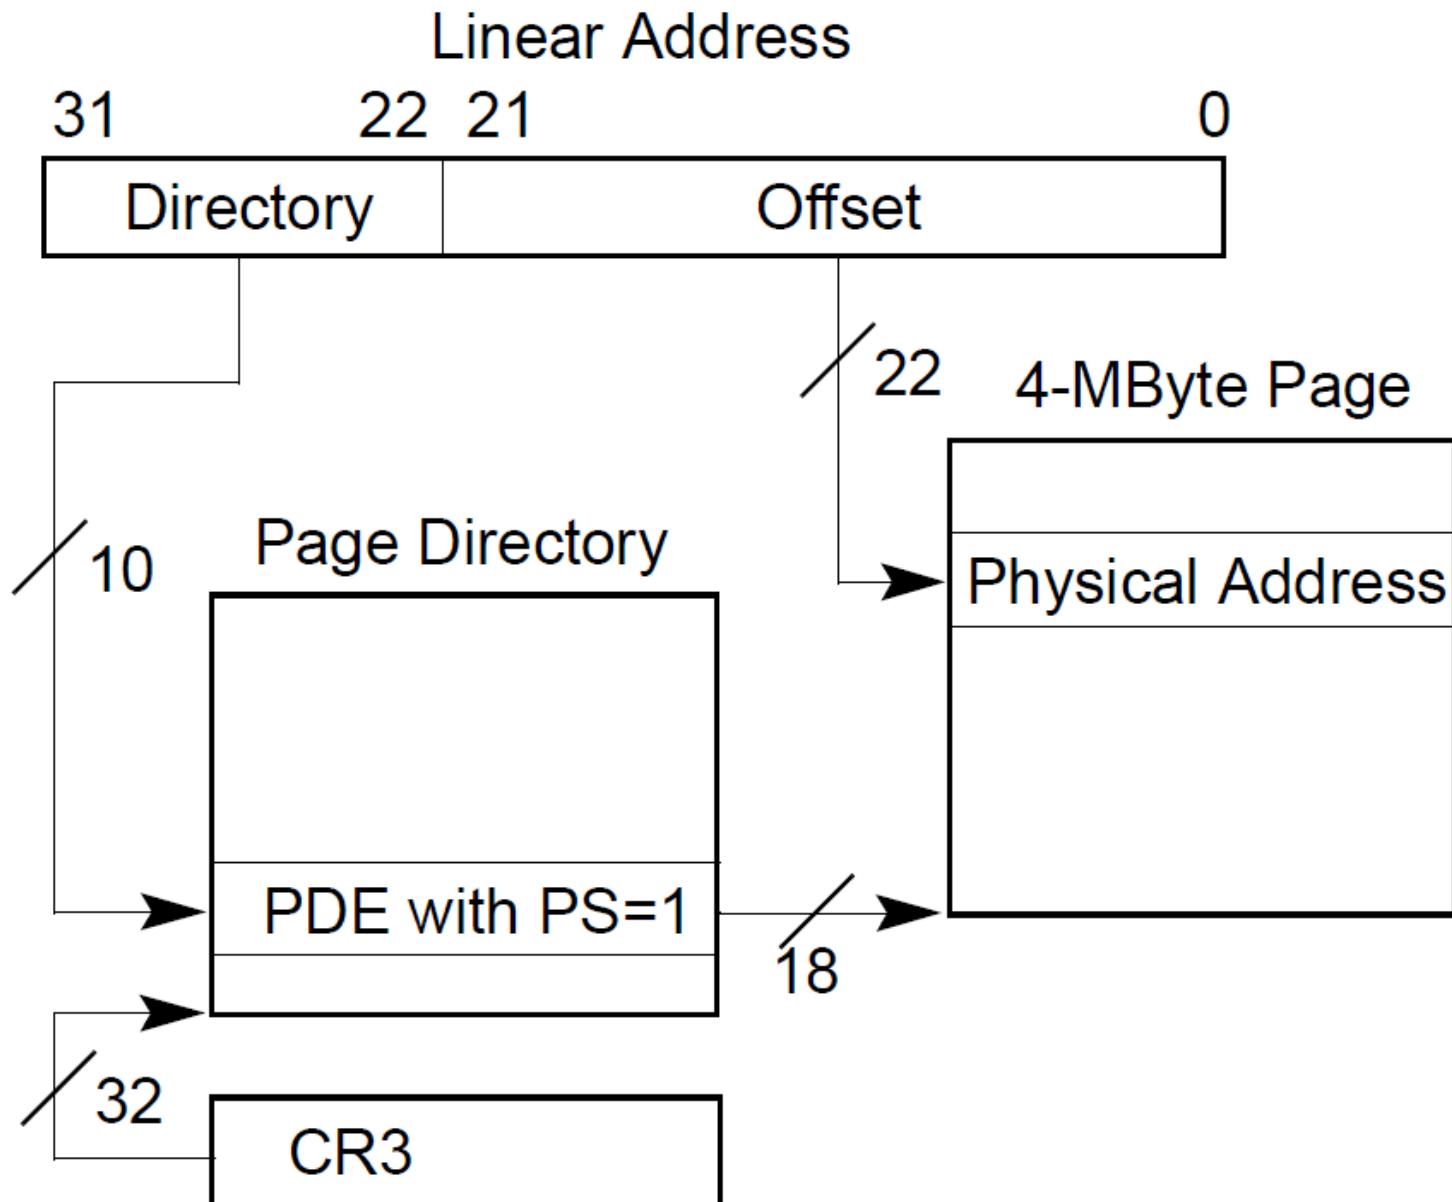 Linear Address
31 22 21 0
Directory Offset
22
4-MByte Page
10
Page Directory
Physical Address
PDE with PS=1
18
32
CR3